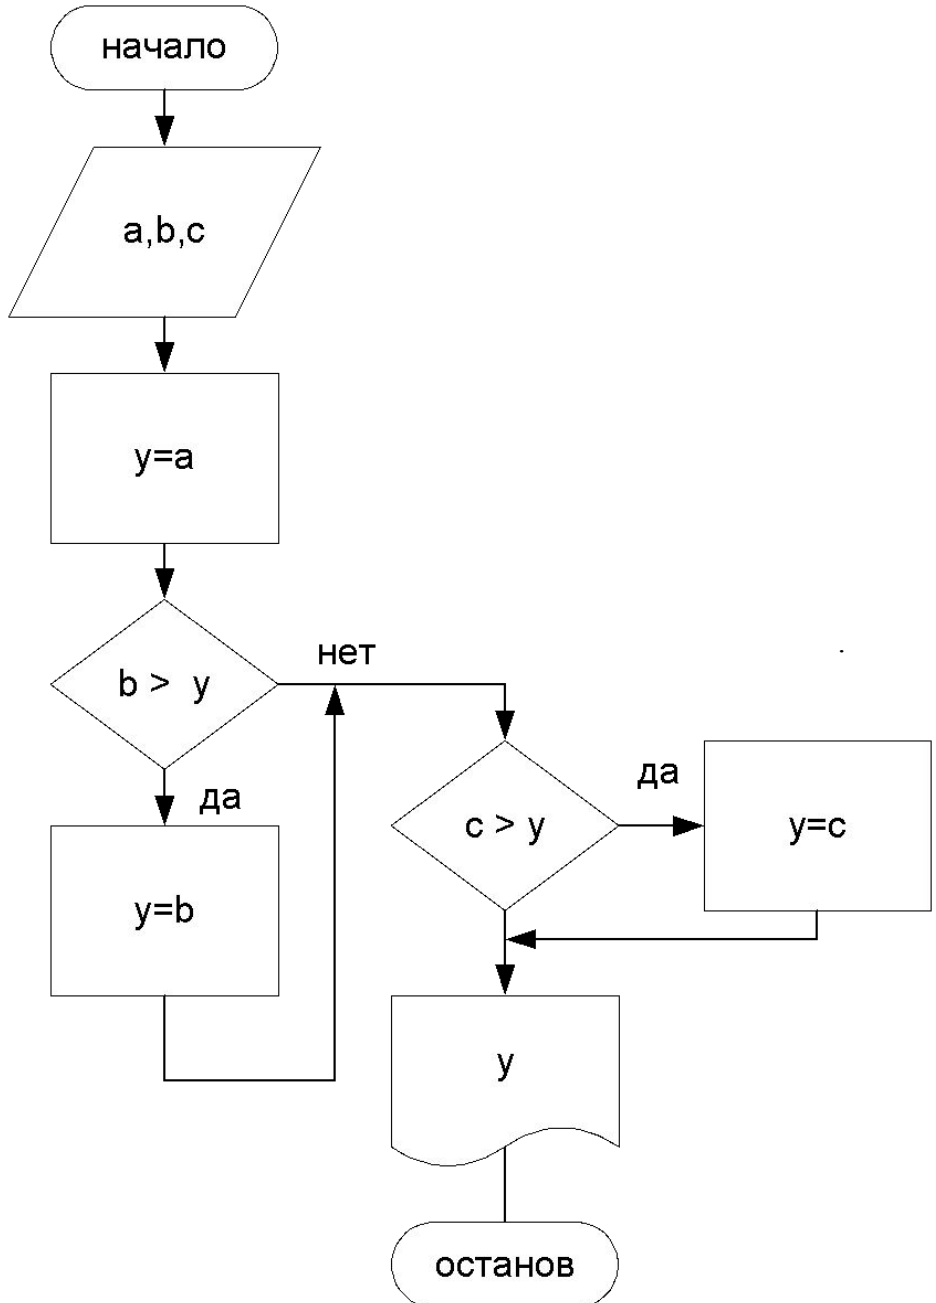 начало
a,b,c
y=a
b > y
нет
да
y=b
c > y
да
y=c
y
останов